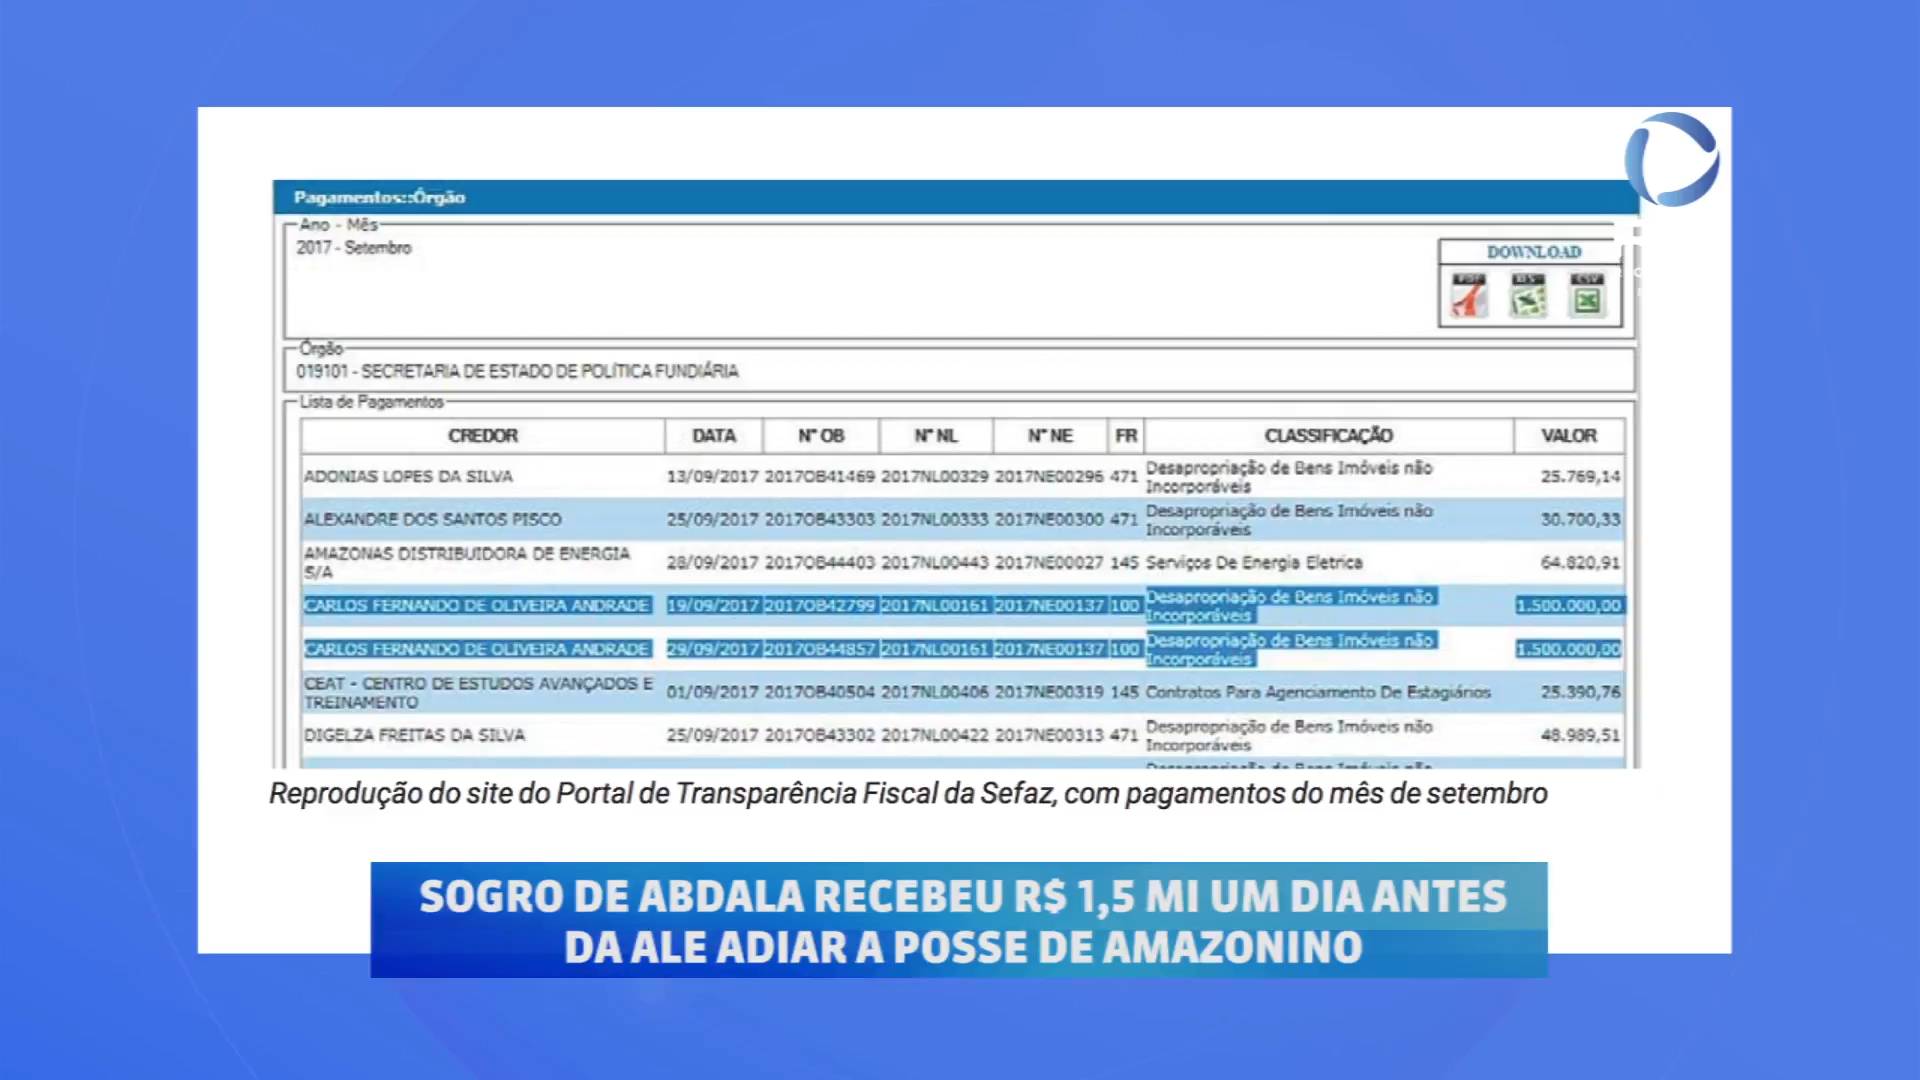 Pagamentos::Órgão
Ano - Mês
2017 - Setembro
DOWNLOAD
PDF XLS CSV
Órgão
019101 - SECRETARIA DE ESTADO DE POLÍTICA FUNDIÁRIA
Lista de Pagamentos
CREDOR DATA N° OB N° NL N° NE FR CLASSIFICAÇÃO VALOR
ADONIAS LOPES DA SILVA 13/09/2017 2017OB41469 2017NL00329 2017NE00296 471 Desapropriação de Bens Imóveis não Incorporáveis 25.769,14
ALEXANDRE DOS SANTOS PISCO 25/09/2017 2017OB43303 2017NL00333 2017NE00300 471 Desapropriação de Bens Imóveis não Incorporáveis 30.700,33
AMAZONAS DISTRIBUIDORA DE ENERGIA S/A 28/09/2017 2017OB44403 2017NL00443 2017NE00027 145 Serviços De Energia Eletrica 64.820,91
CARLOS FERNANDO DE OLIVEIRA ANDRADE 19/09/2017 2017OB42799 2017NL00161 2017NE00137 100 Desapropriação de Bens Imóveis não Incorporáveis 1.500.000,00
CARLOS FERNANDO DE OLIVEIRA ANDRADE 29/09/2017 2017OB44857 2017NL00161 2017NE00137 100 Desapropriação de Bens Imóveis não Incorporáveis 1.500.000,00
CEAT - CENTRO DE ESTUDOS AVANÇADOS E TREINAMENTO 01/09/2017 2017OB40504 2017NL00406 2017NE00319 145 Contratos Para Agenciamento De Estagiários 25.390,76
DIGELZA FREITAS DA SILVA 25/09/2017 2017OB43302 2017NL00422 2017NE00313 471 Desapropriação de Bens Imóveis não Incorporáveis 48.989,51
Reprodução do site do Portal de Transparência Fiscal da Sefaz, com pagamentos do mês de setembro
SOGRO DE ABDALA RECEBEU R$ 1,5 MI UM DIA ANTES
DA ALE ADIAR A POSSE DE AMAZONINO